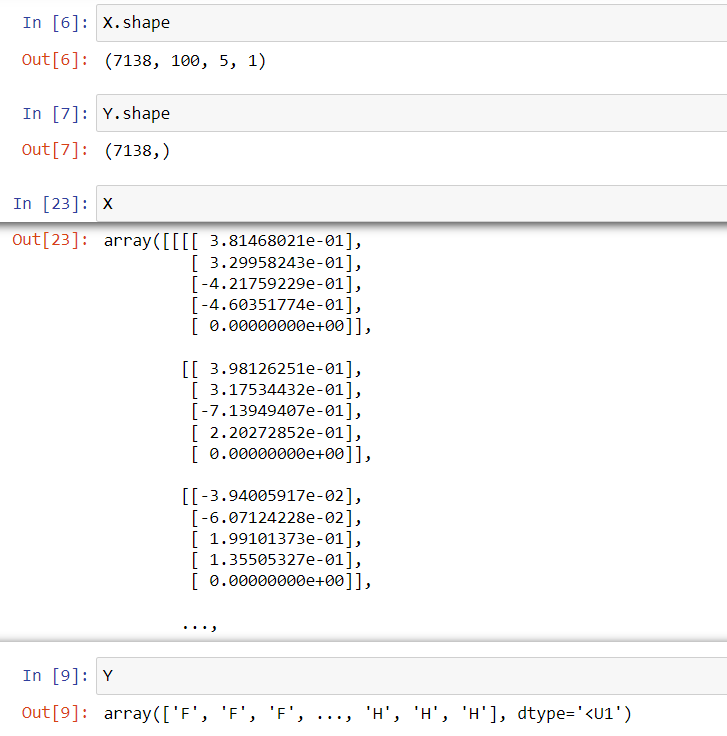 In [6]: X.shape
Out[6]: (7138, 100, 5, 1)
In [7]: Y.shape
Out[7]: (7138,)
In [23]: X
Out[23]: array([[[[ 3.81468021e-01],
[ 3.29958243e-01],
[-4.21759229e-01],
[-4.60351774e-01],
[ 0.00000000e+00]],
[[ 3.98126251e-01],
[ 3.17534432e-01],
[-7.13949407e-01],
[ 2.20272852e-01],
[ 0.00000000e+00]],
[[-3.94005917e-02],
[-6.07124228e-02],
[ 1.99101373e-01],
[ 1.35505327e-01],
[ 0.00000000e+00]],
...,
In [9]: Y
Out[9]: array(['F', 'F', 'F', ..., 'H', 'H', 'H'], dtype='<U1')